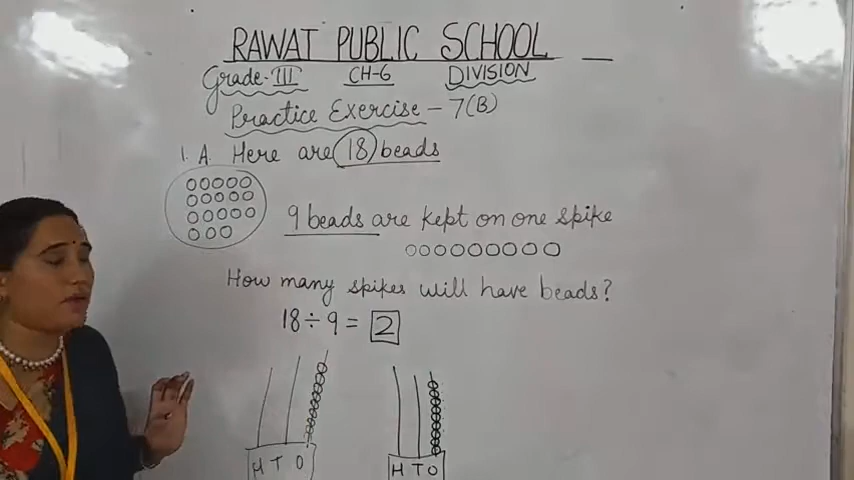 RAWAT PUBLIC SCHOOL
Grade-III CH-6 DIVISION
Practice Exercise - 7(B)
1. A. Here are 18 beads
9 beads are kept on one spike
How many spikes will have beads?
18 ÷ 9 = 2
H T O H T O